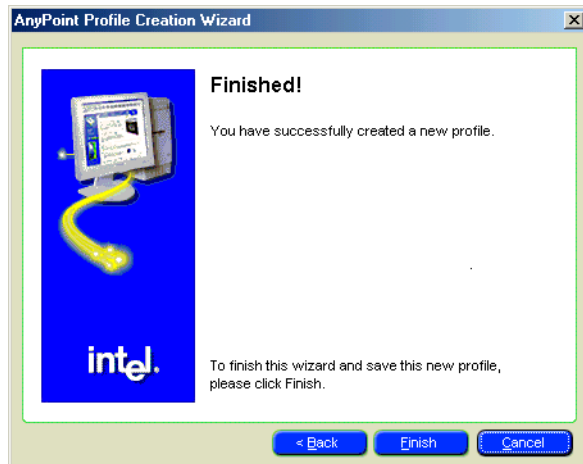 AnyPoint Profile Creation Wizard
Finished!
You have successfully created a new profile.
intel.
To finish this wizard and save this new profile,
please click Finish.
< Back
Finish
Cancel